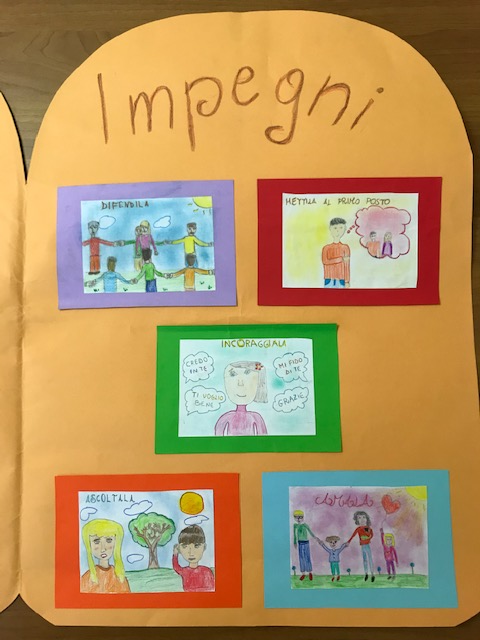 Impegni
DIFENDILA
METTILA AL PRIMO POSTO
INCORAGGIALA
CREDO
IN TE
MI FIDO
DI TE
TI VOGLIO
BENE
GRAZIE
ASCOLTALA
AMALA